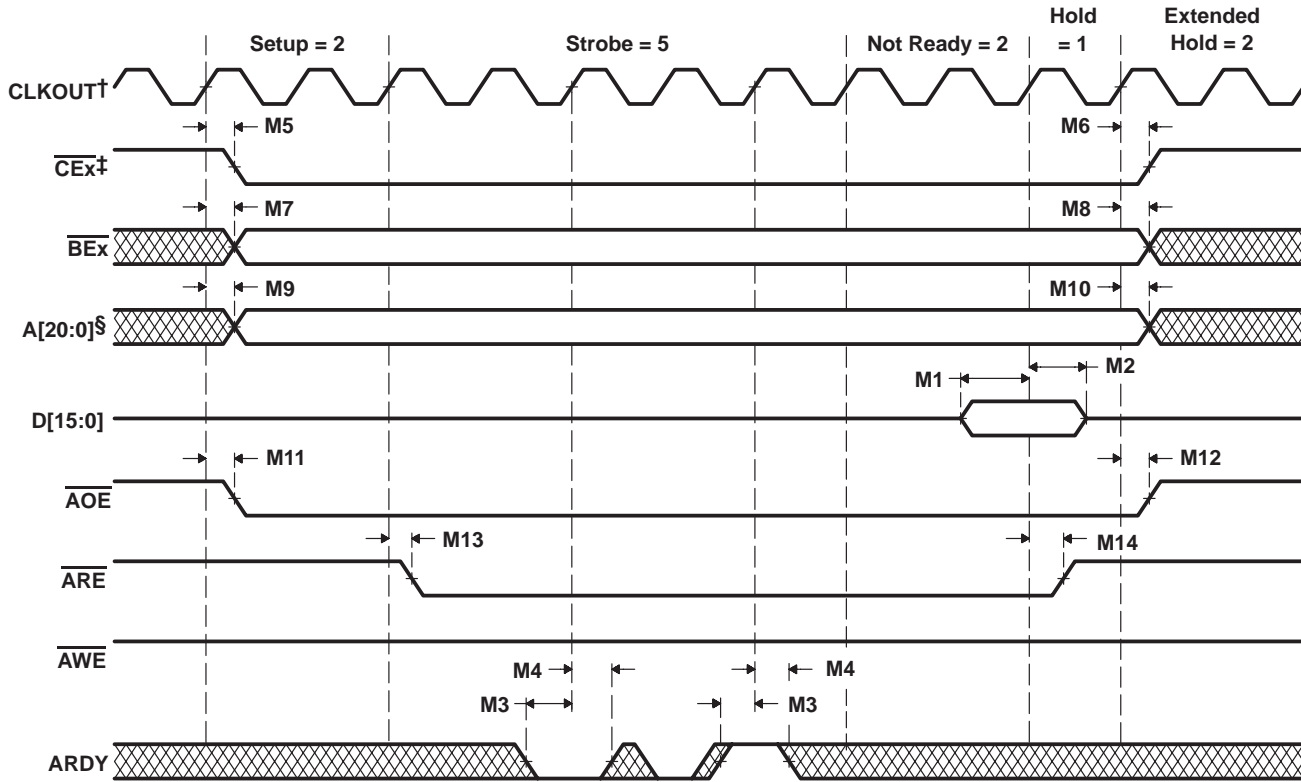 Setup = 2
Strobe = 5
Not Ready = 2
Hold
= 1
Extended
Hold = 2
CLKOUT†
M5
M6
CEx‡
M7
M8
BEx
M9
M10
A[20:0]§
M1
M2
D[15:0]
M11
M12
AOE
M13
M14
ARE
AWE
M4
M4
M3
M3
ARDY